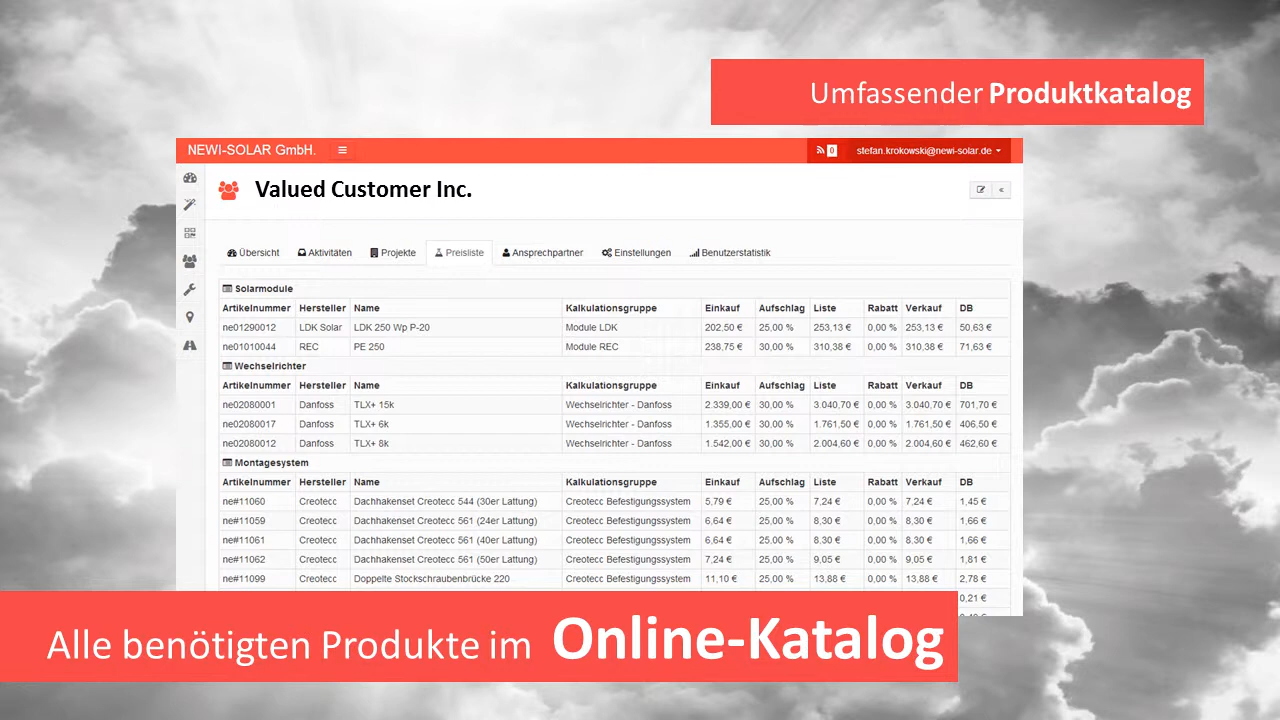 Umfassender Produktkatalog
NEWI-SOLAR GmbH. 0 stefan.krokowski@newi-solar.de
Valued Customer Inc.
Übersicht Aktivitäten Projekte Preisliste Ansprechpartner Einstellungen Benutzerstatistik
Solarmodule
Artikelnummer Hersteller Name Kalkulationsgruppe Einkauf Aufschlag Liste Rabatt Verkauf DB
ne01290012 LDK Solar LDK 250 Wp P-20 Module LDK 202,50 € 25,00 % 253,13 € 0,00 % 253,13 € 50,63 €
ne01010044 REC PE 250 Module REC 238,75 € 30,00 % 310,38 € 0,00 % 310,38 € 71,63 €
Wechselrichter
Artikelnummer Hersteller Name Kalkulationsgruppe Einkauf Aufschlag Liste Rabatt Verkauf DB
ne02080001 Danfoss TLX+ 15k Wechselrichter - Danfoss 2.339,00 € 30,00 % 3.040,70 € 0,00 % 3.040,70 € 701,70 €
ne02080017 Danfoss TLX+ 6k Wechselrichter - Danfoss 1.355,00 € 30,00 % 1.761,50 € 0,00 % 1.761,50 € 406,50 €
ne02080012 Danfoss TLX+ 8k Wechselrichter - Danfoss 1.542,00 € 30,00 % 2.004,60 € 0,00 % 2.004,60 € 462,60 €
Montagesystem
Artikelnummer Hersteller Name Kalkulationsgruppe Einkauf Aufschlag Liste Rabatt Verkauf DB
ne#11060 Creotecc Dachhakenset Creotecc 544 (30er Lattung) Creotecc Befestigungssystem 5,79 € 25,00 % 7,24 € 0,00 % 7,24 € 1,45 €
ne#11059 Creotecc Dachhakenset Creotecc 561 (24er Lattung) Creotecc Befestigungssystem 6,64 € 25,00 % 8,30 € 0,00 % 8,30 € 1,66 €
ne#11061 Creotecc Dachhakenset Creotecc 561 (40er Lattung) Creotecc Befestigungssystem 6,64 € 25,00 % 8,30 € 0,00 % 8,30 € 1,66 €
ne#11062 Creotecc Dachhakenset Creotecc 561 (50er Lattung) Creotecc Befestigungssystem 7,24 € 25,00 % 9,05 € 0,00 % 9,05 € 1,81 €
ne#11099 Creotecc Doppelte Stockschraubenbrücke 220 Creotecc Befestigungssystem 11,10 € 25,00 % 13,88 € 0,00 % 13,88 € 2,78 €
0,21 €
Alle benötigten Produkte im Online-Katalog